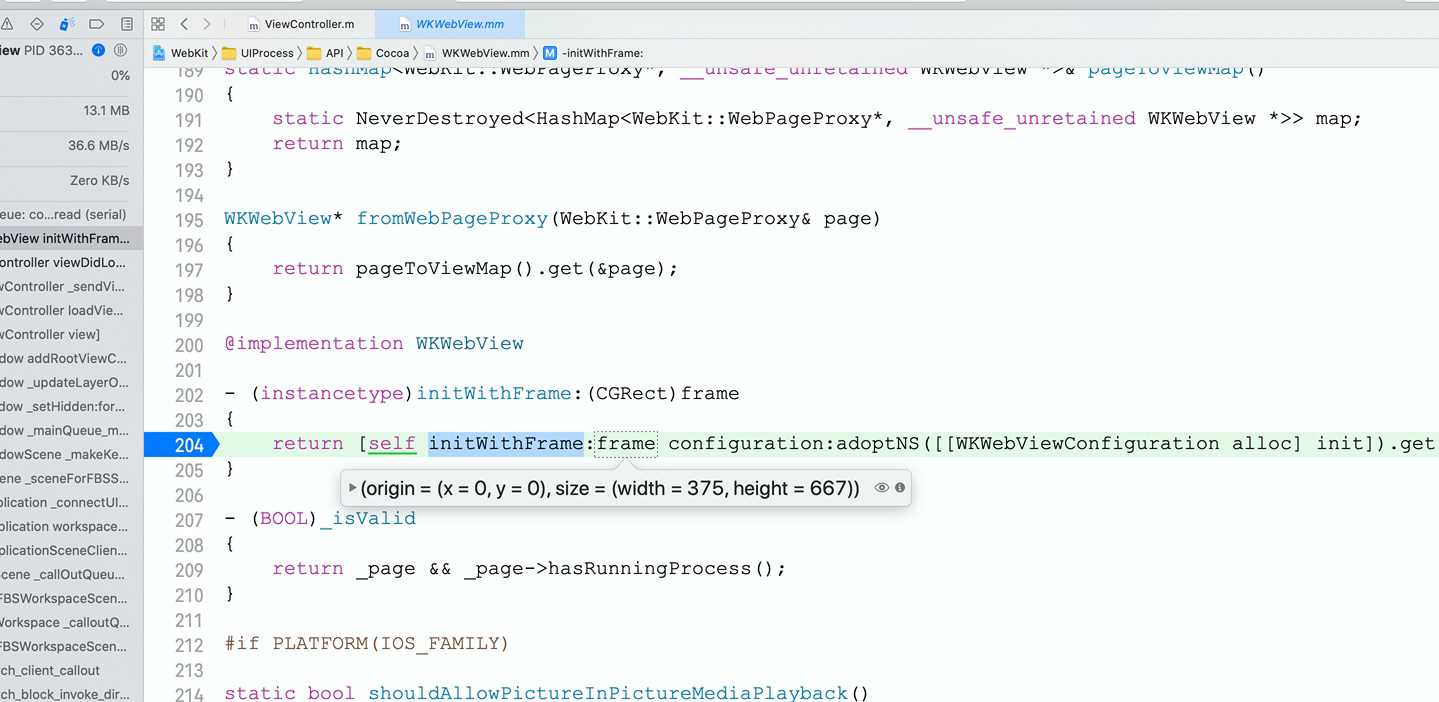 ViewController.m
WKWebView.mm
iew PID 363...
WebKit
UIProcess
API
Cocoa
WKWebView.mm
M
-initWithFrame:
0%
13.1 MB
36.6 MB/s
Zero KB/s
eue: co...read (serial)
ebView initWithFram...
ontroller viewDidLo...
wController _sendVi...
wController loadVie...
wController view]
dow addRootViewC...
dow _updateLayerO...
dow _setHidden:for...
dow _mainQueue_m...
dowScene _makeKe...
ene _sceneForFBSS...
plication _connectUI...
plication workspace...
plicationSceneClien...
Scene _callOutQueu...
FBSWorkspaceScen...
Workspace _calloutQ...
FBSWorkspaceScen...
tch_client_callout
tch_block_invoke_dir...
189 static HashMap<WebKit::WebPageProxy*, __unsafe_unretained WKWebView *>& pageToViewMap()
190 {
191 static NeverDestroyed<HashMap<WebKit::WebPageProxy*, __unsafe_unretained WKWebView *>> map;
192 return map;
193 }
194
195 WKWebView* fromWebPageProxy(WebKit::WebPageProxy& page)
196 {
197 return pageToViewMap().get(&page);
198 }
199
200 @implementation WKWebView
201
202 - (instancetype)initWithFrame:(CGRect)frame
203 {
204 return [self initWithFrame:frame configuration:adoptNS([[WKWebViewConfiguration alloc] init]).get
205 }
(origin = (x = 0, y = 0), size = (width = 375, height = 667))
206
207 - (BOOL)_isValid
208 {
209 return _page && _page->hasRunningProcess();
210 }
211
212 #if PLATFORM(IOS_FAMILY)
213
214 static bool shouldAllowPictureInPictureMediaPlayback()